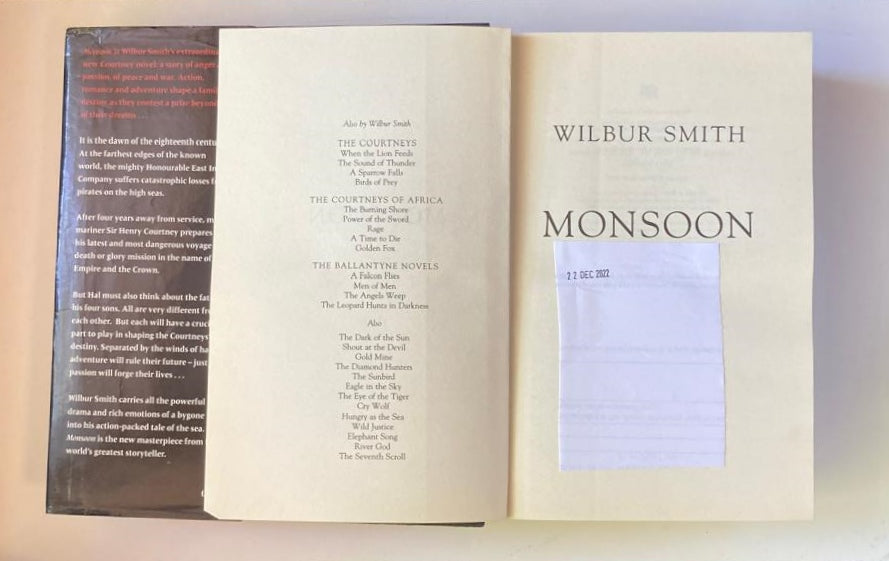 Monsoon is Wilbur Smith's extraordin
new Courtney novel: a story of anger
passion, of peace and war. Action,
romance and adventure shape a fami
destiny as they contest a prize beyon
of their dreams . . .
It is the dawn of the eighteenth centu
At the farthest edges of the known
world, the mighty Honourable East In
Company suffers catastrophic losses f
pirates on the high seas.
After four years away from service, m
mariner Sir Henry Courtney prepares
his latest and most dangerous voyage
death or glory mission in the name of
Empire and the Crown.
But Hal must also think about the fat
his four sons. All are very different fr
each other. But each will have a cruci
part to play in shaping the Courtneys'
destiny. Separated by the winds of ha
adventure will rule their future – just
passion will forge their lives . . .
Wilbur Smith carries all the powerful
drama and rich emotions of a bygone
into his action-packed tale of the sea.
Monsoon is the new masterpiece from
world's greatest storyteller.
Also by Wilbur Smith
THE COURTNEYS
When the Lion Feeds
The Sound of Thunder
A Sparrow Falls
Birds of Prey
THE COURTNEYS OF AFRICA
The Burning Shore
Power of the Sword
Rage
A Time to Die
Golden Fox
THE BALLANTYNE NOVELS
A Falcon Flies
Men of Men
The Angels Weep
The Leopard Hunts in Darkness
Also
The Dark of the Sun
Shout at the Devil
Gold Mine
The Diamond Hunters
The Sunbird
Eagle in the Sky
The Eye of the Tiger
Cry Wolf
Hungry as the Sea
Wild Justice
Elephant Song
River God
The Seventh Scroll
WILBUR SMITH
MONSOON
22 DEC 2022